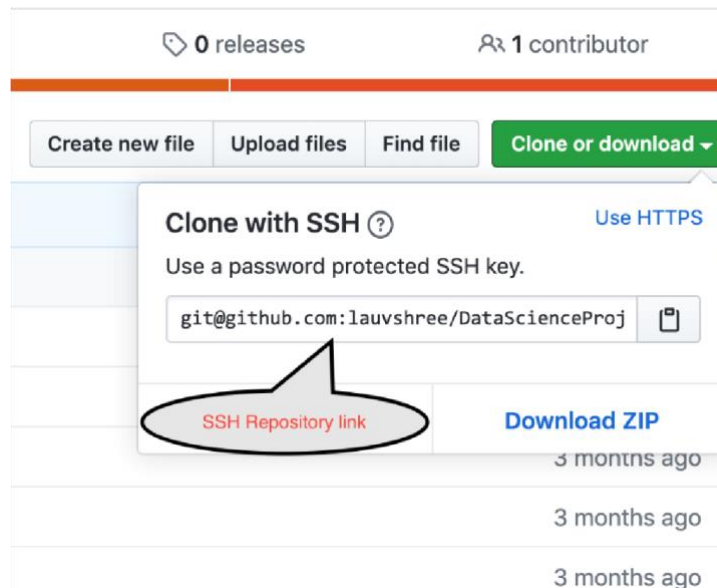 0 releases
1 contributor
Create new file
Upload files
Find file
Clone or download
Clone with SSH ?
Use HTTPS
Use a password protected SSH key.
git@github.com:lauvshree/DataScienceProj
SSH Repository link
Download ZIP
3 months ago
3 months ago
3 months ago